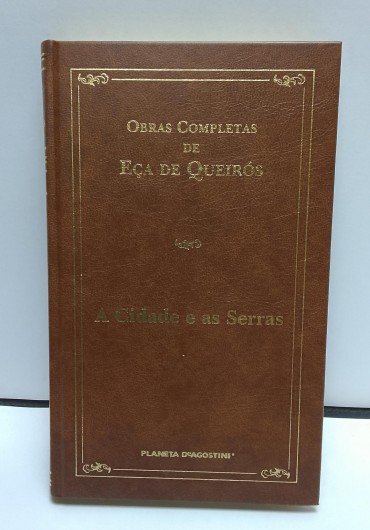 OBRAS COMPLETAS
DE
EÇA DE QUEIRÓS
A Cidade e as Serras
PLANETA DEAGOSTINI